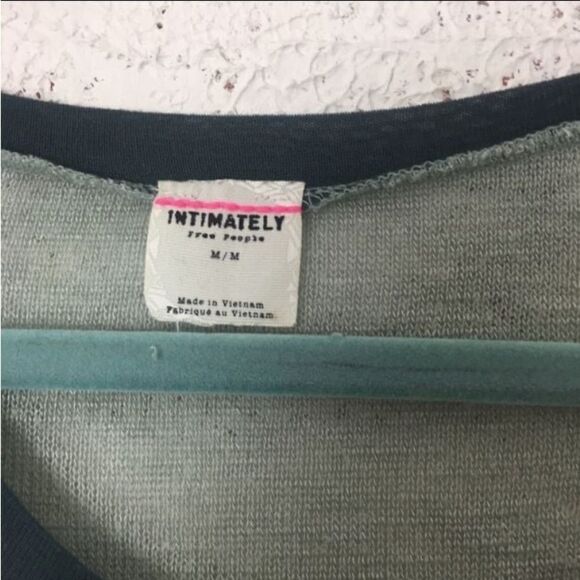 INTIMATELY
Free People
M/M
Made in Vietnam
Fabriqué au Vietnam